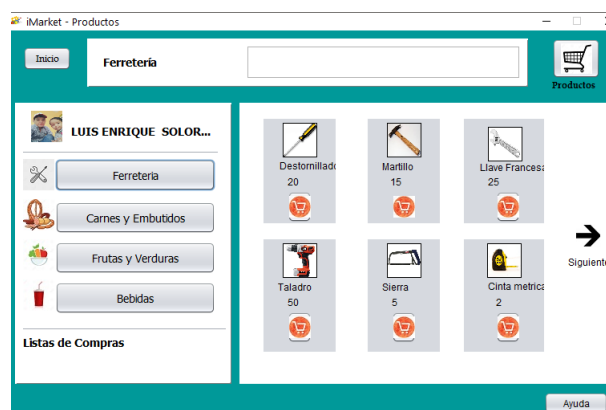 iMarket - Productos
Inicio
Ferretería
Productos
LUIS ENRIQUE SOLOR...
Ferreteria
Carnes y Embutidos
Frutas y Verduras
Bebidas
Listas de Compras
Destornillado
20
Martillo
15
Llave Frances
25
Taladro
50
Sierra
5
Cinta metrica
2
Siguiente
Ayuda